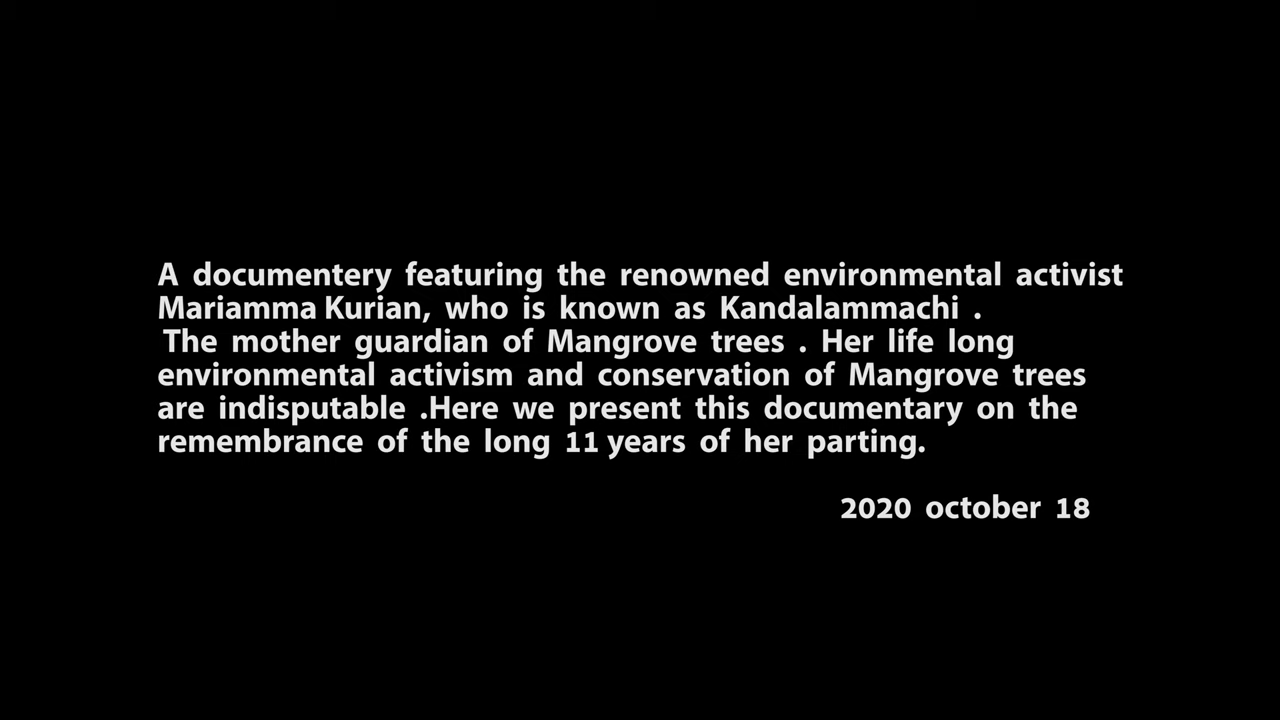 A documentery featuring the renowned environmental activist
Mariamma Kurian, who is known as Kandalammachi .
The mother guardian of Mangrove trees . Her life long
environmental activism and conservation of Mangrove trees
are indisputable .Here we present this documentary on the
remembrance of the long 11 years of her parting.
2020 october 18